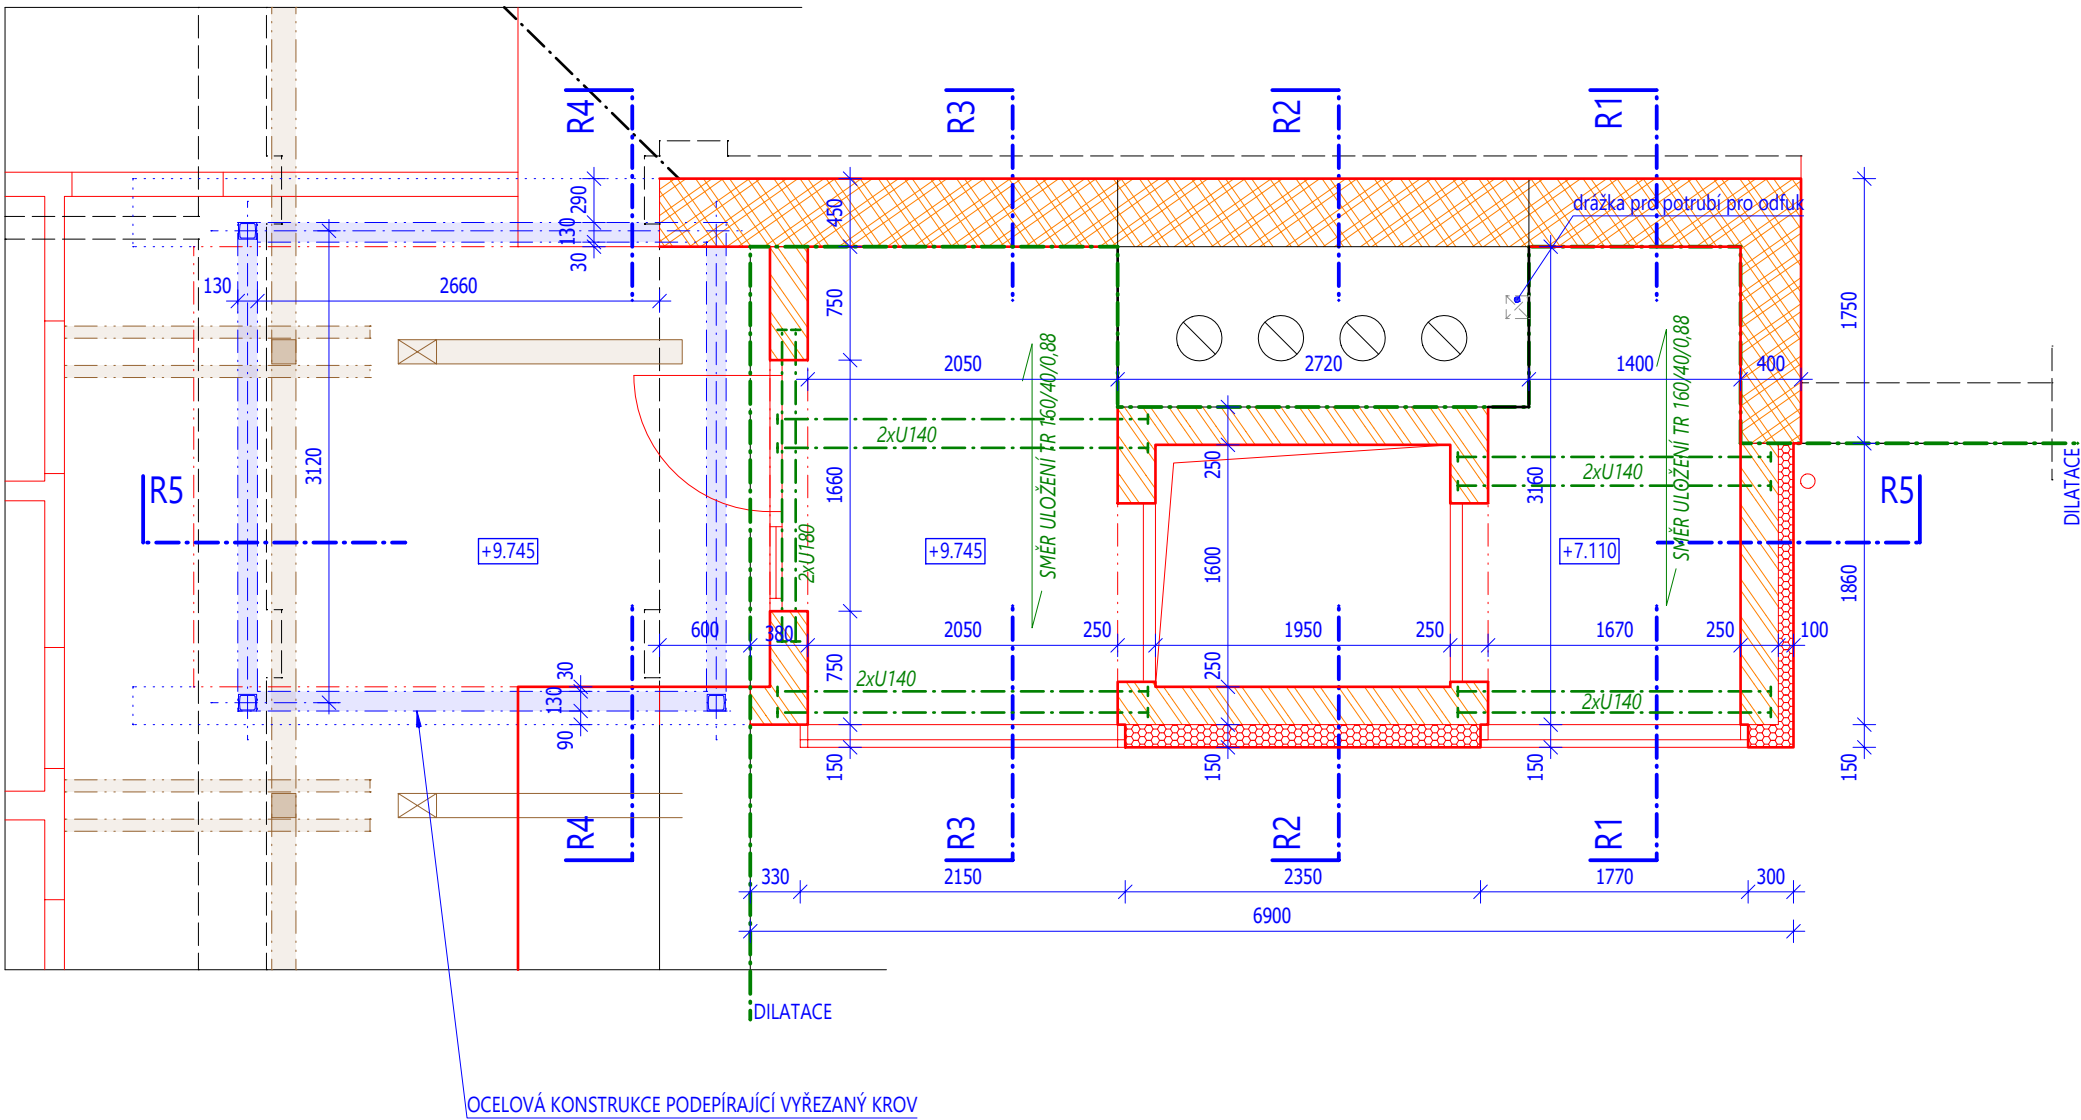 R4
R3
R2
R1
290
130
30
450
drážka pro potrubí pro odfuk
130
2660
750
1750
2050
2720
1400
400
SMĚR ULOŽENÍ TR 160/40/0,88
SMĚR ULOŽENÍ TR 160/40/0,88
2xU140
250
2xU140
3120
1660
3160
R5
R5
DILATACE
+9.745
2xU180
+9.745
1600
+7.110
1860
600
380
2050
250
1950
250
1670
250
100
30
130
90
750
2xU140
250
2xU140
150
150
150
150
R4
R3
R2
R1
330
2150
2350
1770
300
6900
DILATACE
OCELOVÁ KONSTRUKCE PODEPÍRAJÍCÍ VYŘEZANÝ KROV